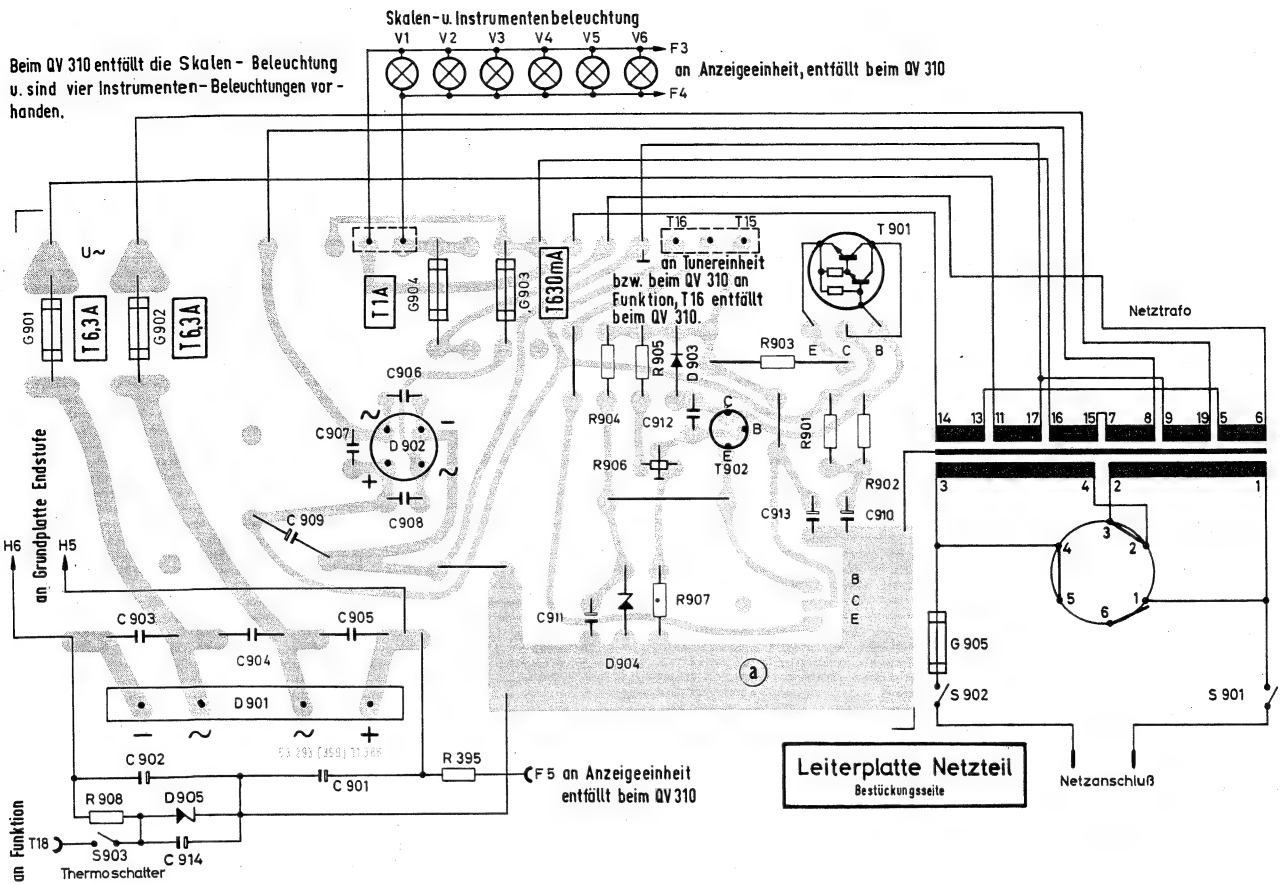 Skalen-u. Instrumentenbeleuchtung
V1 V2 V3 V4 V5 V6
F3
F4
an Anzeigeeinheit, entfällt beim QV 310
Beim QV 310 entfällt die Skalen- Beleuchtung
u. sind vier Instrumenten-Beleuchtungen vor-
handen.
U~
G901
T6,3A
G902
T6,3A
T1A
G904
G903
T630mA
T16 T15
an Tunereinheit
bzw. beim QV 310 an
Funktion, T16 entfällt
beim QV 310.
T901
E C B
Netztrafo
R905
D903
R903
C906
C907
D902
~
−
+
~
C908
C909
R904
C912
C
B
E
T902
R906
R901
R902
C913
C910
14 13 11 17 16 15 7 8 9 19 5 6
3 4 2 1
3
2
4
5
6
1
an Grundplatte Endstufe
H6 H5
C903
C904
C905
C911
D904
R907
B
C
E
a
G905
S902
S901
D901
− ~ ~ +
C902
C901
R395
F5 an Anzeigeeinheit
entfällt beim QV 310
Leiterplatte Netzteil
Bestückungsseite
Netzanschluß
R908
D905
an Funktion
T18
S903
C914
Thermoschalter